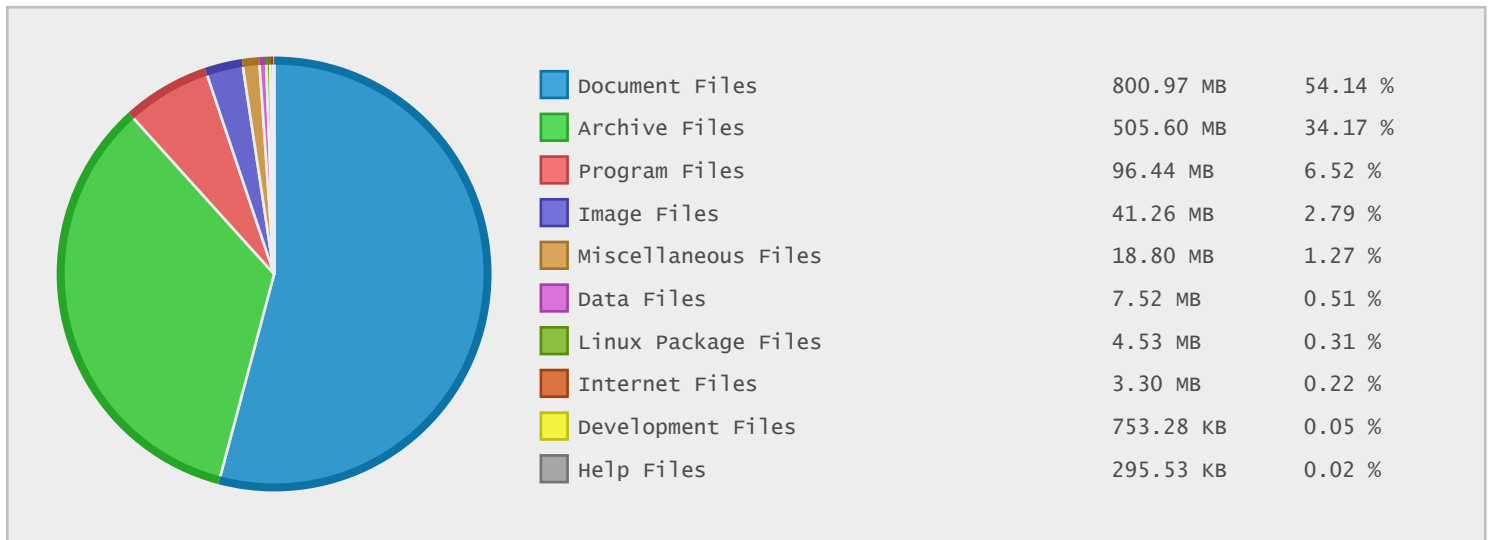 Document Files 800.97 MB 54.14 %
Archive Files 505.60 MB 34.17 %
Program Files 96.44 MB 6.52 %
Image Files 41.26 MB 2.79 %
Miscellaneous Files 18.80 MB 1.27 %
Data Files 7.52 MB 0.51 %
Linux Package Files 4.53 MB 0.31 %
Internet Files 3.30 MB 0.22 %
Development Files 753.28 KB 0.05 %
Help Files 295.53 KB 0.02 %